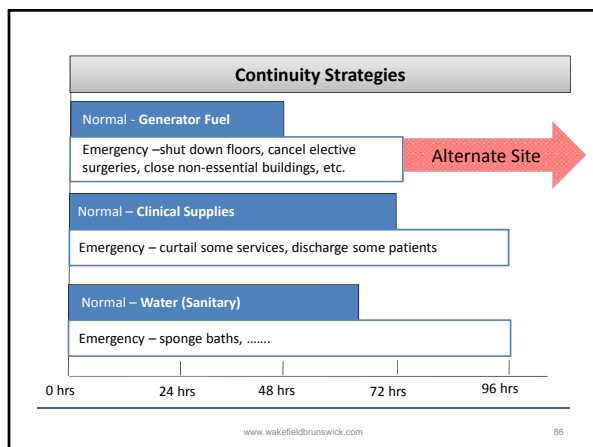 Continuity Strategies
Normal - Generator Fuel
Emergency –shut down floors, cancel elective
surgeries, close non-essential buildings, etc.
Alternate Site
Normal – Clinical Supplies
Emergency – curtail some services, discharge some patients
Normal – Water (Sanitary)
Emergency – sponge baths, …….
0 hrs 24 hrs 48 hrs 72 hrs 96 hrs
www.wakefieldbrunswick.com 86